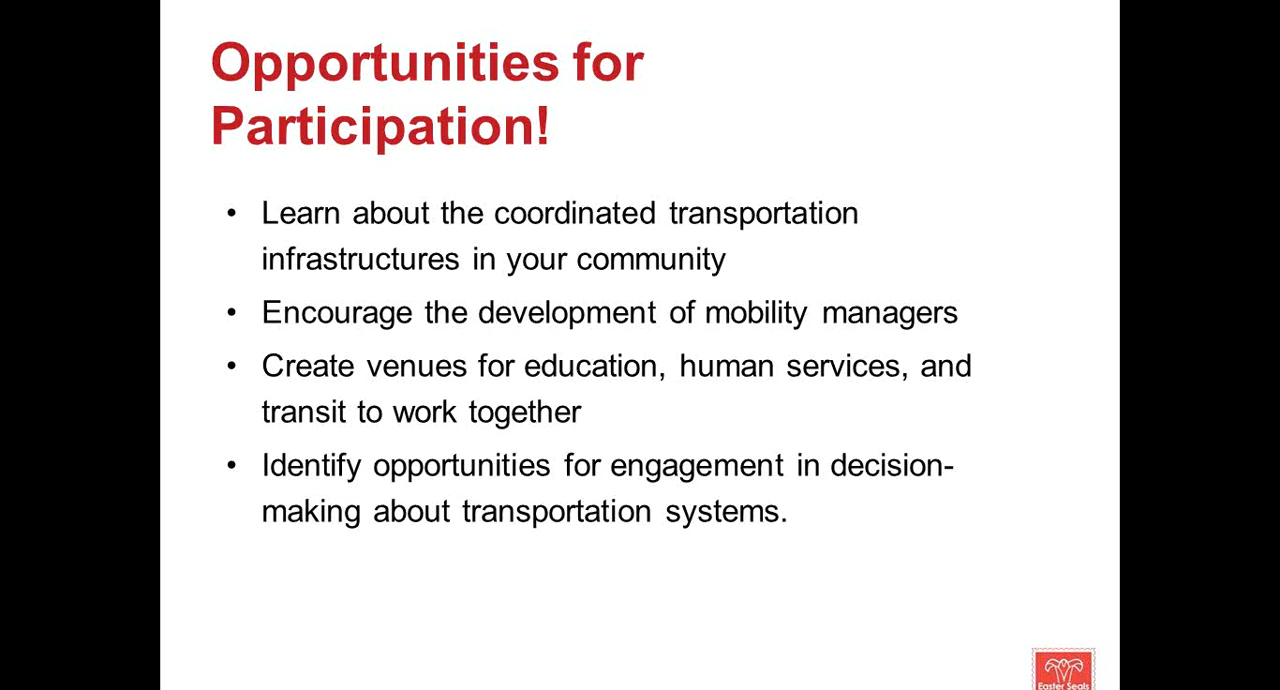 Opportunities for
Participation!
• Learn about the coordinated transportation
infrastructures in your community
• Encourage the development of mobility managers
• Create venues for education, human services, and
transit to work together
• Identify opportunities for engagement in decision-
making about transportation systems.
Easter Seals